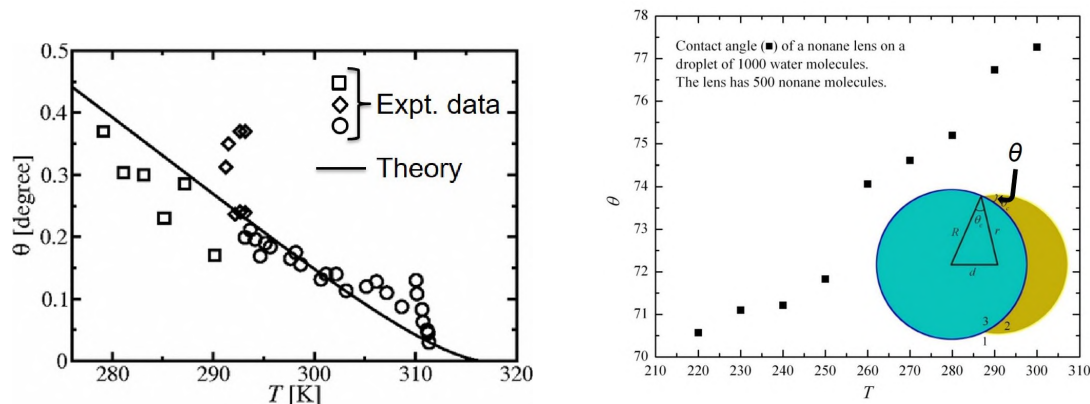 0.5
0.4
0.3
0.2
0.1
0
θ [degree]
Expt. data
Theory
280 290 300 310 320
T [K]
Contact angle (■) of a nonane lens on a
droplet of 1000 water molecules.
The lens has 500 nonane molecules.
78
77
76
75
74
73
72
71
70
θ
θ
R
r
d
3
2
1
210 220 230 240 250 260 270 280 290 300 310
T